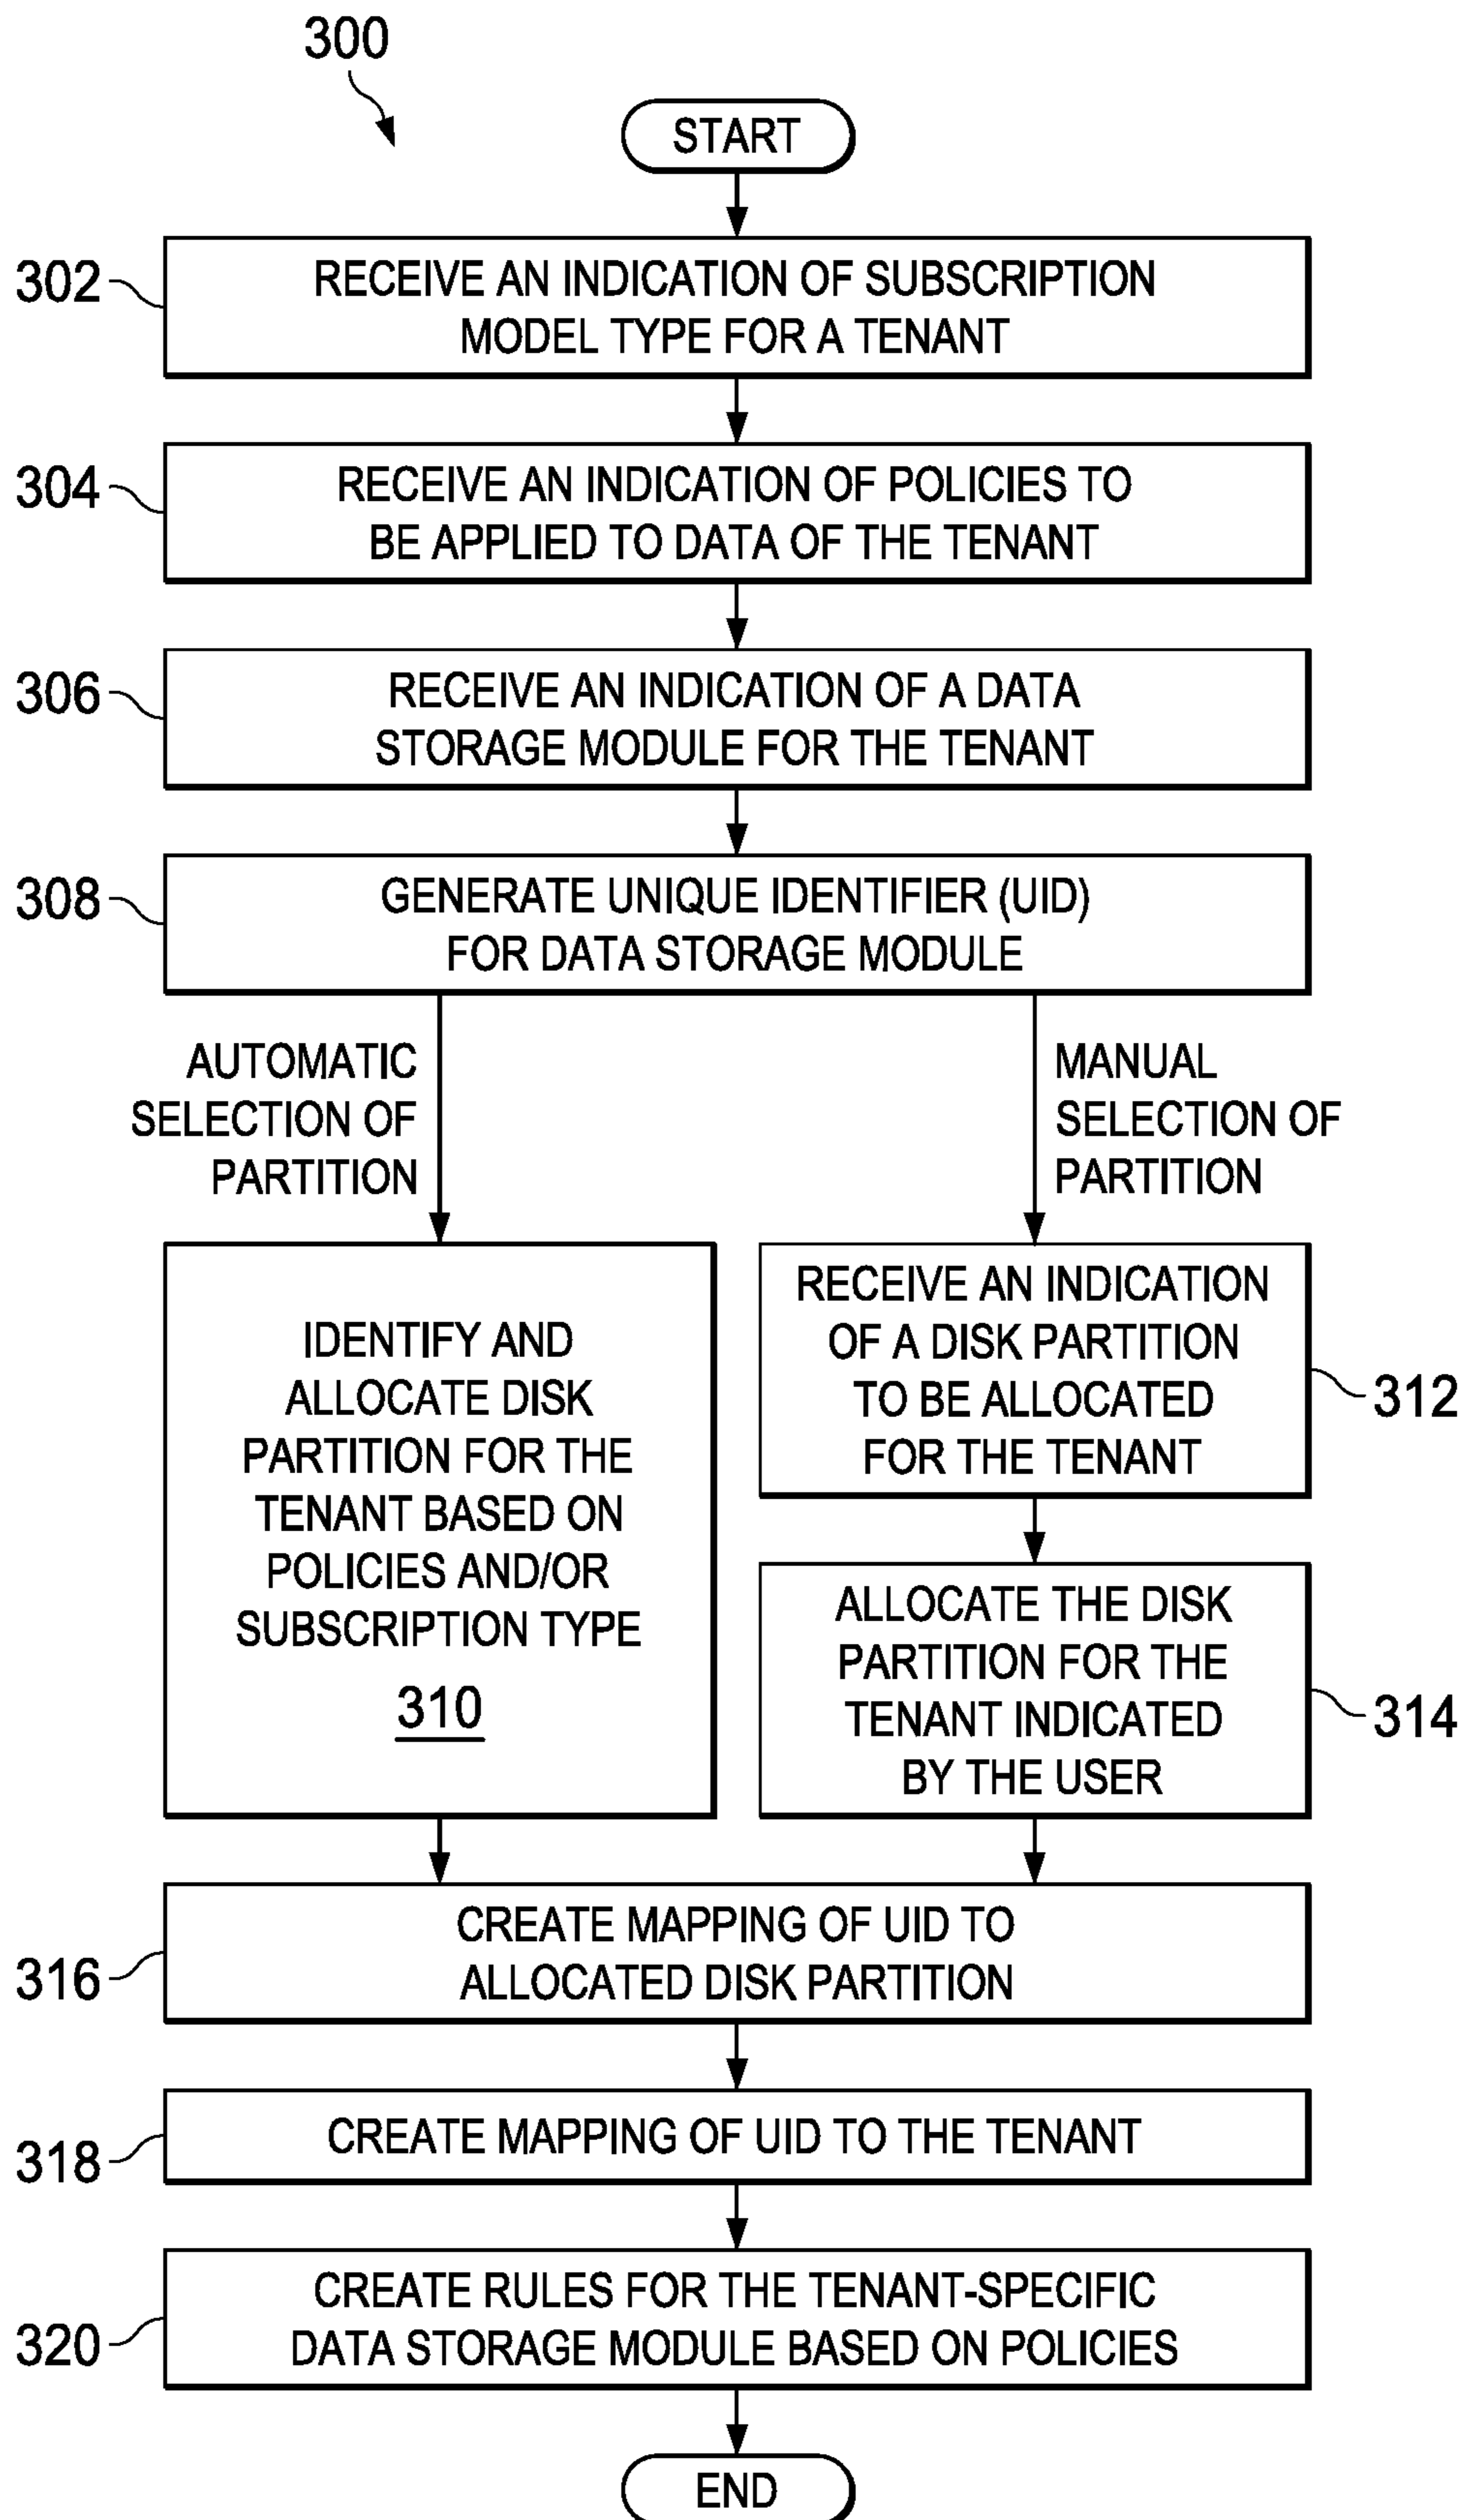 300
START
302
RECEIVE AN INDICATION OF SUBSCRIPTION
MODEL TYPE FOR A TENANT
304
RECEIVE AN INDICATION OF POLICIES TO
BE APPLIED TO DATA OF THE TENANT
306
RECEIVE AN INDICATION OF A DATA
STORAGE MODULE FOR THE TENANT
308
GENERATE UNIQUE IDENTIFIER (UID)
FOR DATA STORAGE MODULE
AUTOMATIC
SELECTION OF
PARTITION
MANUAL
SELECTION OF
PARTITION
IDENTIFY AND
ALLOCATE DISK
PARTITION FOR THE
TENANT BASED ON
POLICIES AND/OR
SUBSCRIPTION TYPE
310
RECEIVE AN INDICATION
OF A DISK PARTITION
TO BE ALLOCATED
FOR THE TENANT
312
ALLOCATE THE DISK
PARTITION FOR THE
TENANT INDICATED
BY THE USER
314
316
CREATE MAPPING OF UID TO
ALLOCATED DISK PARTITION
318
CREATE MAPPING OF UID TO THE TENANT
320
CREATE RULES FOR THE TENANT-SPECIFIC
DATA STORAGE MODULE BASED ON POLICIES
END